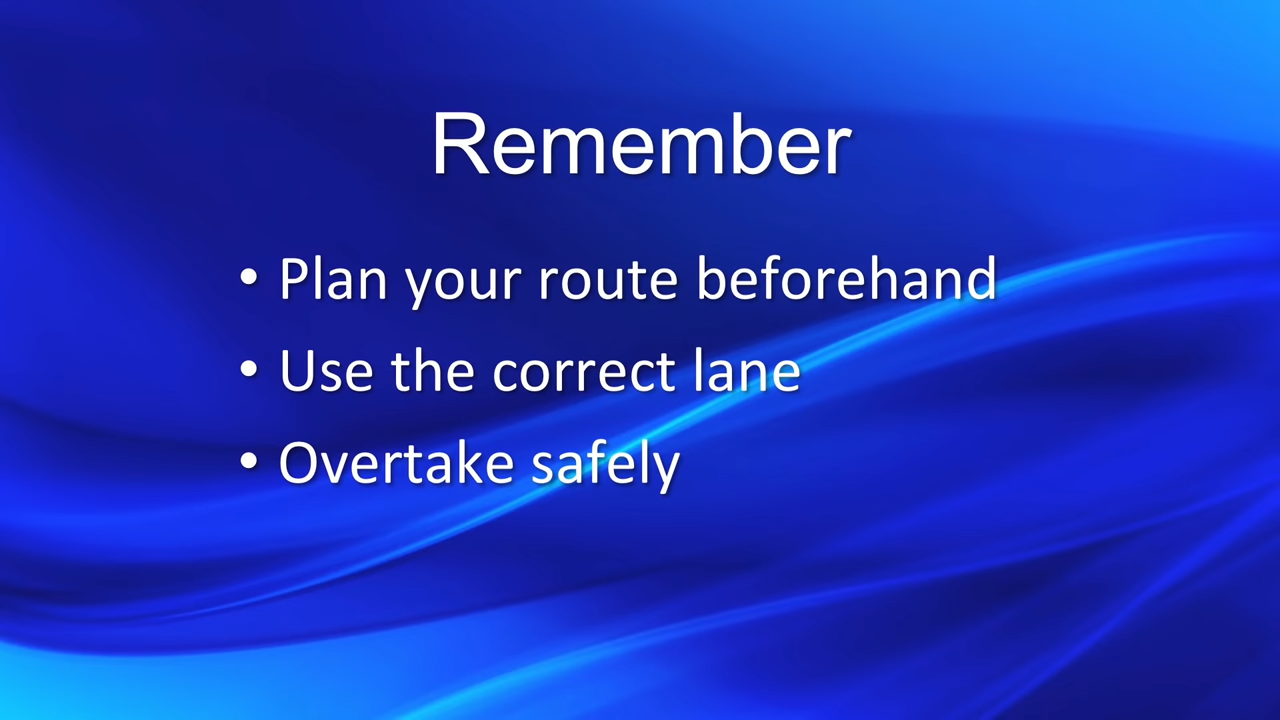 Remember
• Plan your route beforehand
• Use the correct lane
• Overtake safely